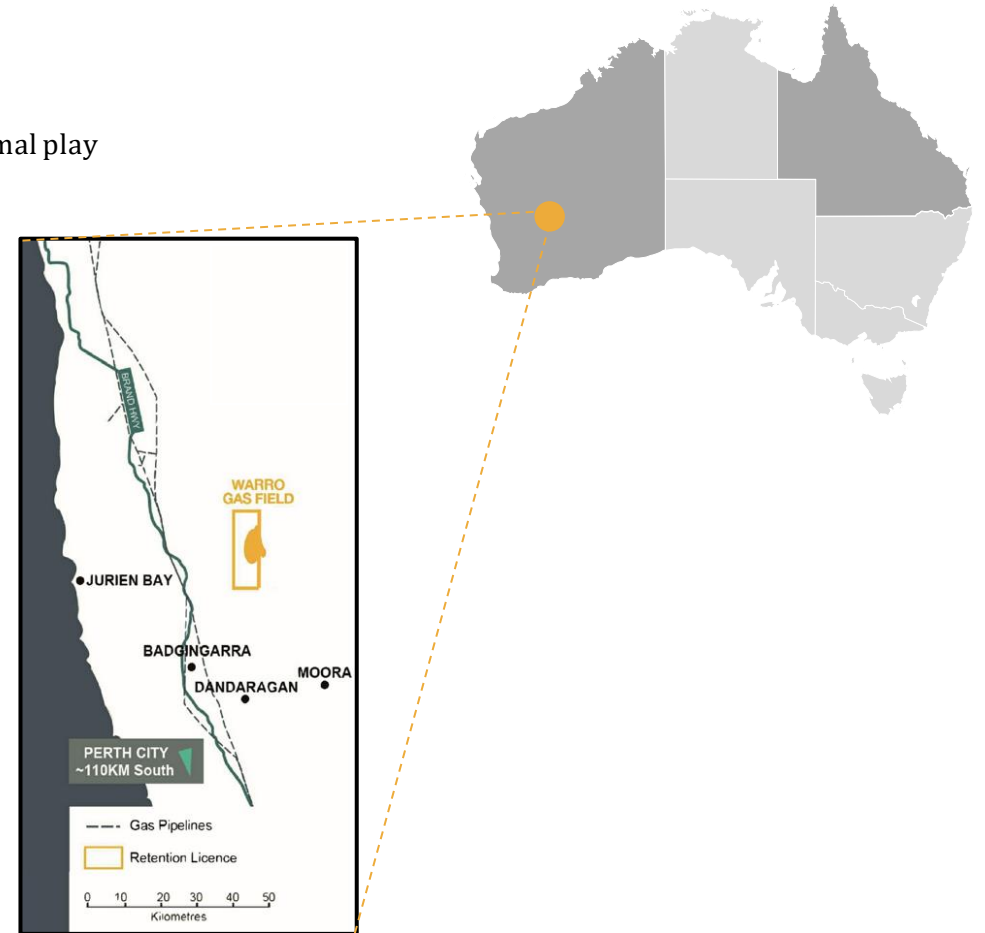 mal play
BRAND HWY
WARRO
GAS FIELD
JURIEN BAY
BADGINGARRA
MOORA
DANDARAGAN
PERTH CITY
~110KM South
Gas Pipelines
Retention Licence
0 10 20 30 40 50
Kilometres